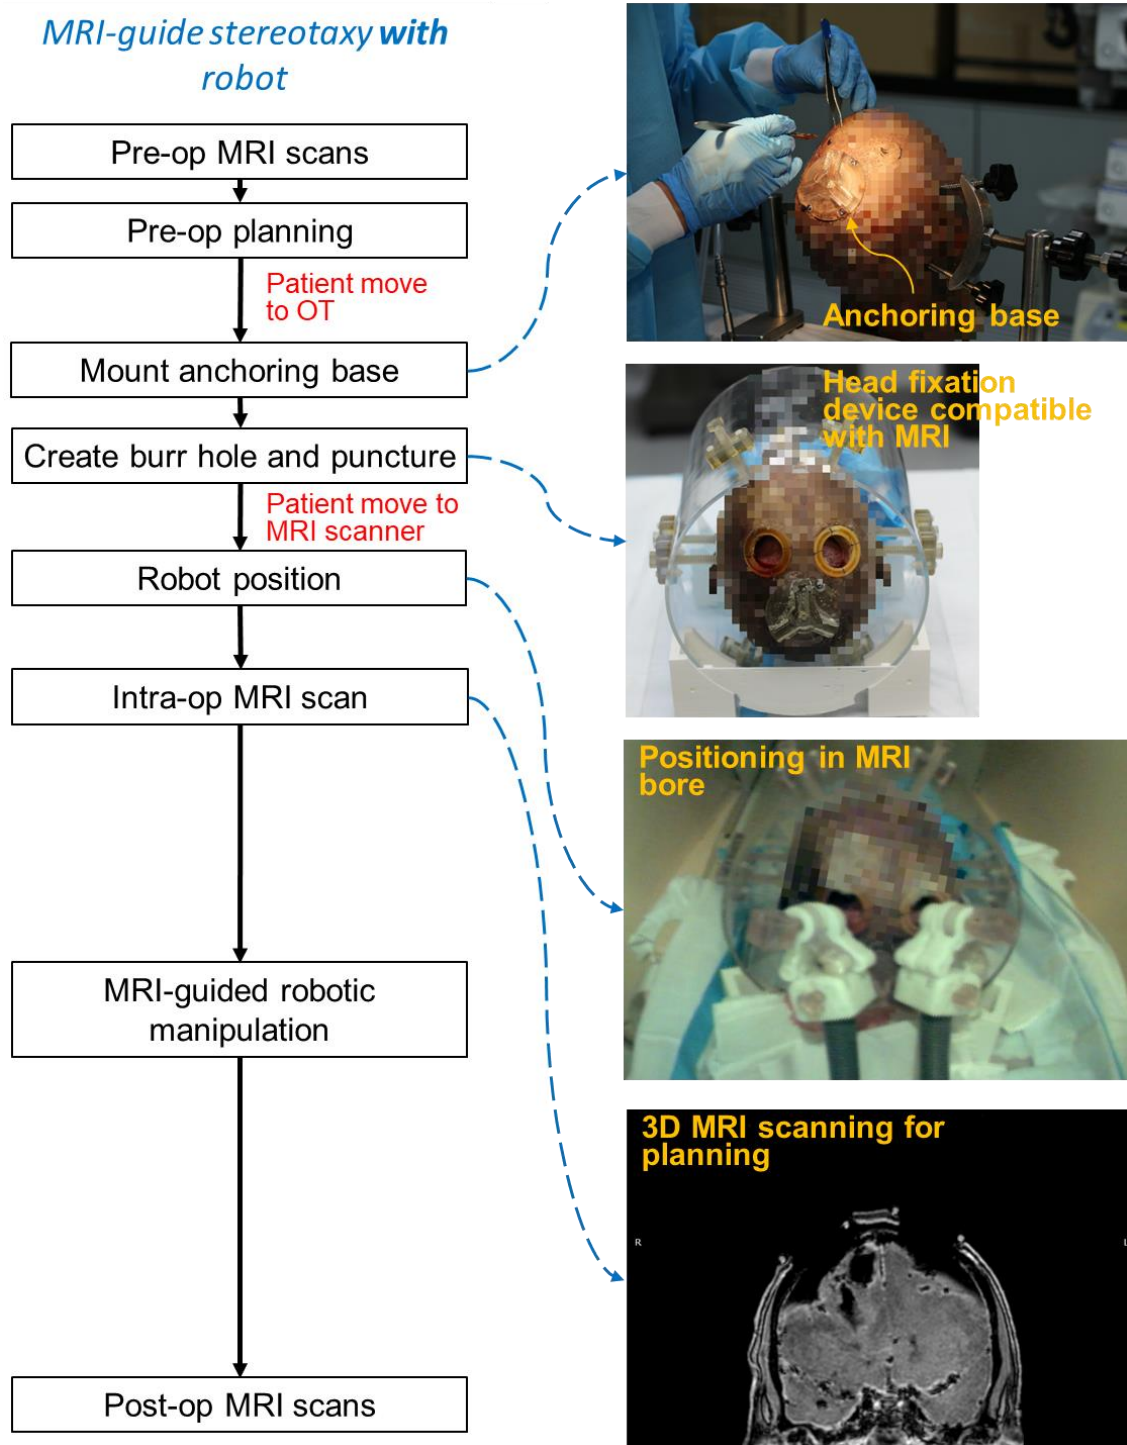 MRI-guide stereotaxy with
robot
Pre-op MRI scans
Pre-op planning
Patient move
to OT
Mount anchoring base
Create burr hole and puncture
Patient move to
MRI scanner
Robot position
Intra-op MRI scan
MRI-guided robotic
manipulation
Post-op MRI scans
Anchoring base
Head fixation
device compatible
with MRI
Positioning in MRI
bore
3D MRI scanning for
planning
R
L